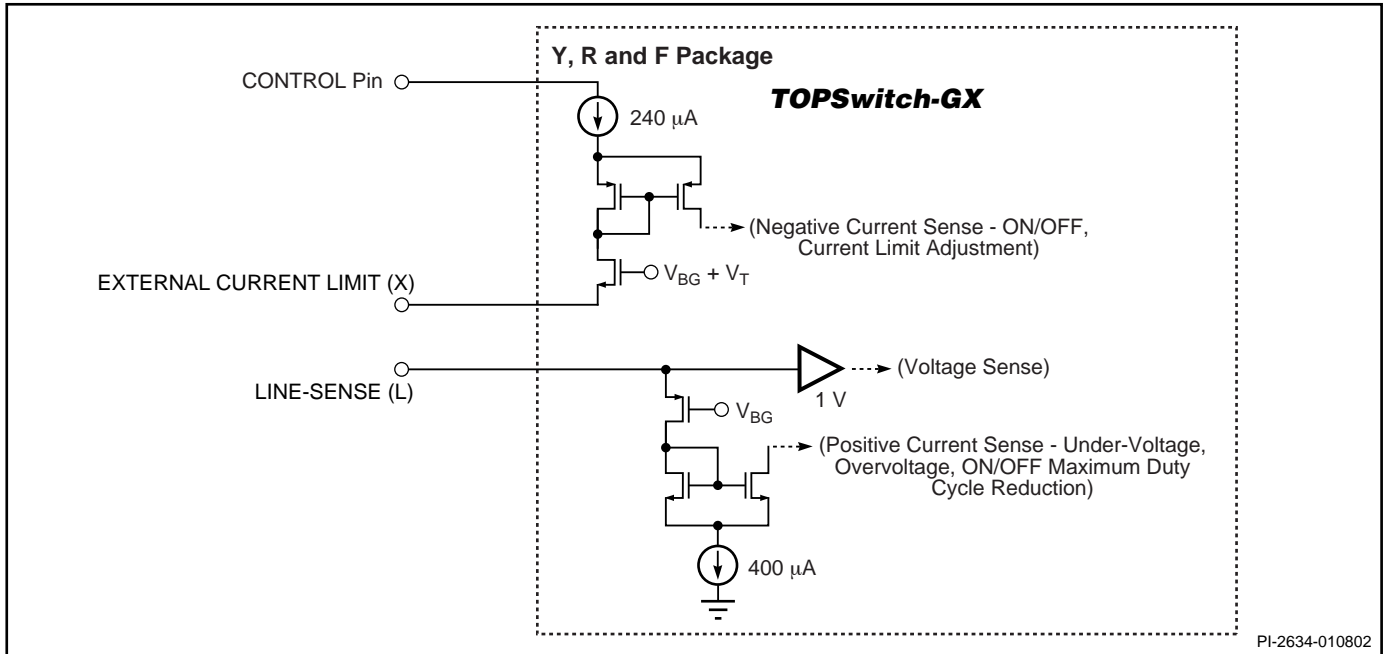 Y, R and F Package
TOPSwitch-GX
CONTROL Pin
240 µA
(Negative Current Sense - ON/OFF,
Current Limit Adjustment)
V_BG + V_T
EXTERNAL CURRENT LIMIT (X)
(Voltage Sense)
1 V
LINE-SENSE (L)
V_BG
(Positive Current Sense - Under-Voltage,
Overvoltage, ON/OFF Maximum Duty
Cycle Reduction)
400 µA
PI-2634-010802